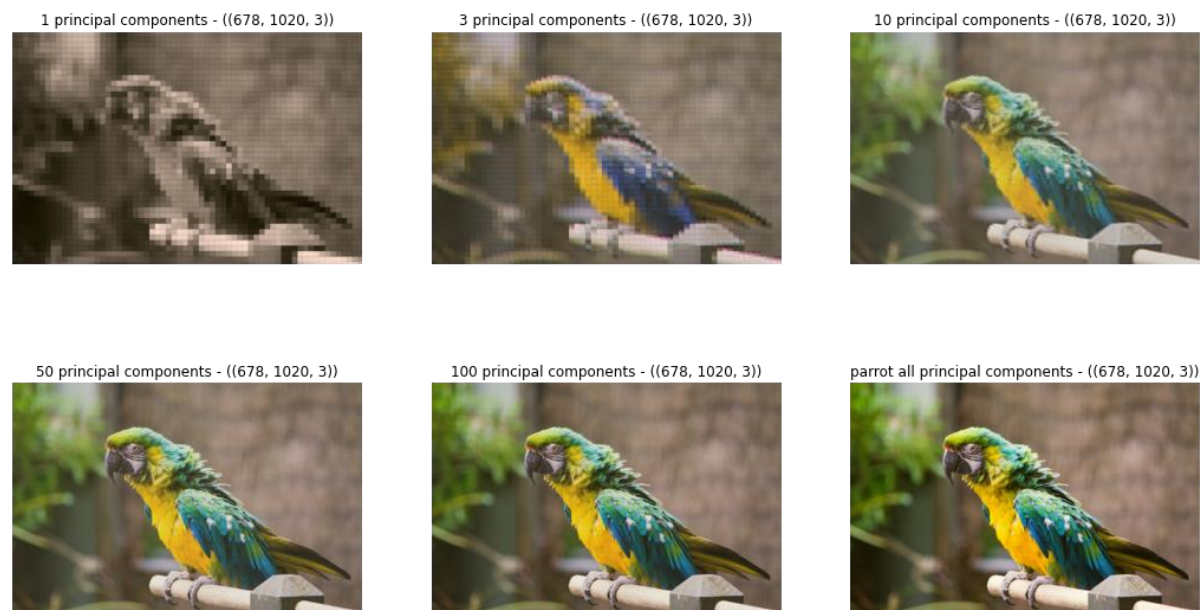 1 principal components - ((678, 1020, 3))
3 principal components - ((678, 1020, 3))
10 principal components - ((678, 1020, 3))
50 principal components - ((678, 1020, 3))
100 principal components - ((678, 1020, 3))
parrot all principal components - ((678, 1020, 3))